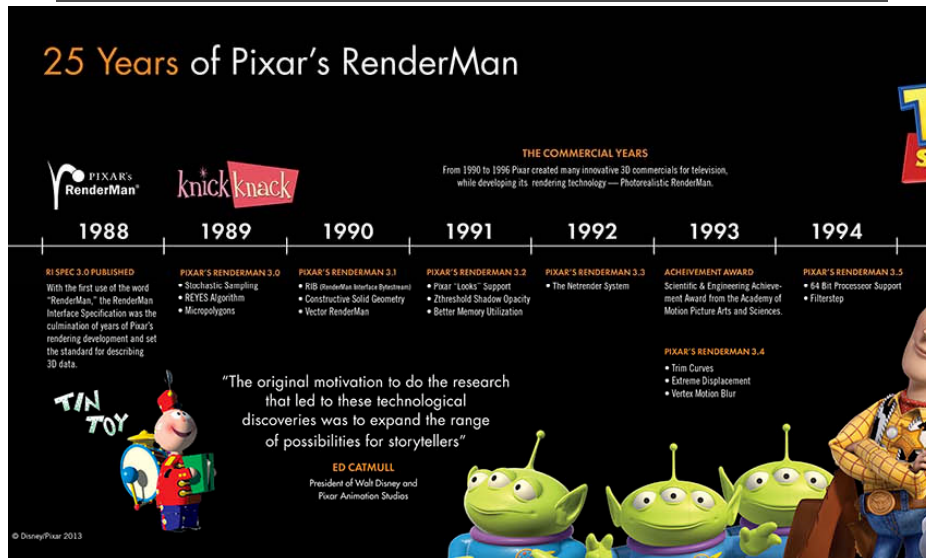 25 Years of Pixar's RenderMan
THE COMMERCIAL YEARS
From 1990 to 1996 Pixar created many innovative 3D commercials for television,
while developing its rendering technology — Photorealistic RenderMan.
PIXAR's
RenderMan®
knick knack
1988
1989
1990
1991
1992
1993
1994
RI SPEC 3.0 PUBLISHED
With the first use of the word
"RenderMan," the RenderMan
Interface Specification was the
culmination of years of Pixar's
rendering development and set
the standard for describing
3D data.
PIXAR'S RENDERMAN 3.0
• Stochastic Sampling
• REYES Algorithm
• Micropolygons
PIXAR'S RENDERMAN 3.1
• RIB (RenderMan Interface Bytestream)
• Constructive Solid Geometry
• Vector RenderMan
PIXAR'S RENDERMAN 3.2
• Pixar "Looks" Support
• Zthreshold Shadow Opacity
• Better Memory Utilization
PIXAR'S RENDERMAN 3.3
• The Netrender System
ACHEIVEMENT AWARD
Scientific & Engineering Achieve-
ment Award from the Academy of
Motion Picture Arts and Sciences.
PIXAR'S RENDERMAN 3.4
• Trim Curves
• Extreme Displacement
• Vertex Motion Blur
PIXAR'S RENDERMAN 3.5
• 64 Bit Processeor Support
• Filterstep
TIN
TOY
"The original motivation to do the research
that led to these technological
discoveries was to expand the range
of possibilities for storytellers"
ED CATMULL
President of Walt Disney and
Pixar Animation Studios
© Disney/Pixar 2013